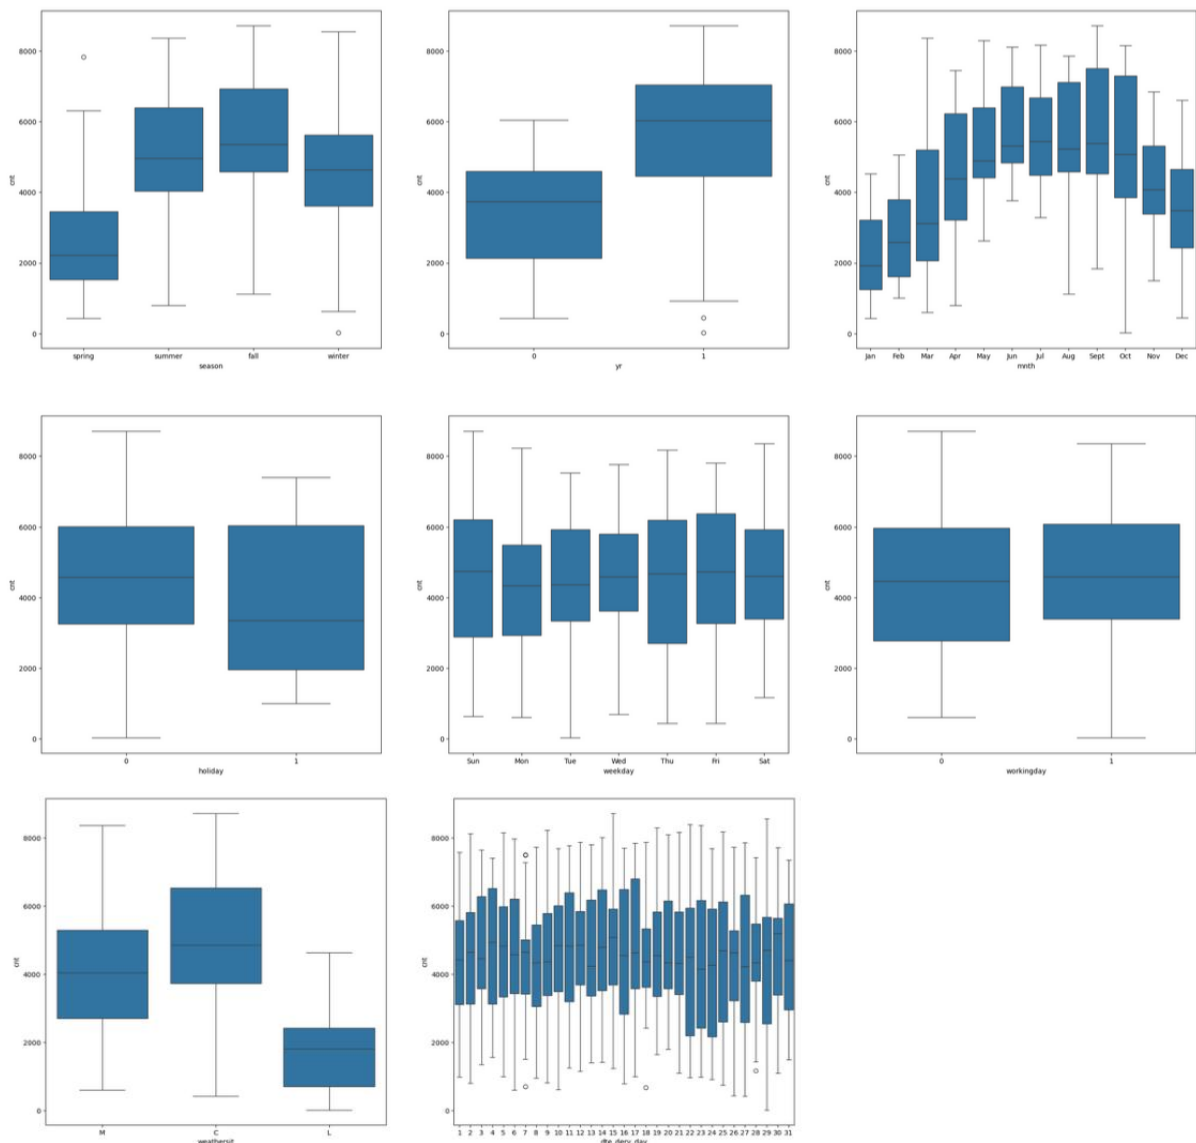 8000
6000
cnt
4000
2000
0
spring summer fall winter
season
8000
6000
cnt
4000
2000
0
0 1
yr
8000
6000
cnt
4000
2000
0
Jan Feb Mar Apr May Jun Jul Aug Sept Oct Nov Dec
mnth
8000
6000
cnt
4000
2000
0
0 1
holiday
8000
6000
cnt
4000
2000
0
Sun Mon Tue Wed Thu Fri Sat
weekday
8000
6000
cnt
4000
2000
0
0 1
workingday
8000
6000
cnt
4000
2000
0
M C L
weathersit
8000
6000
cnt
4000
2000
0
1 2 3 4 5 6 7 8 9 10 11 12 13 14 15 16 17 18 19 20 21 22 23 24 25 26 27 28 29 30 31
dte_derv_day